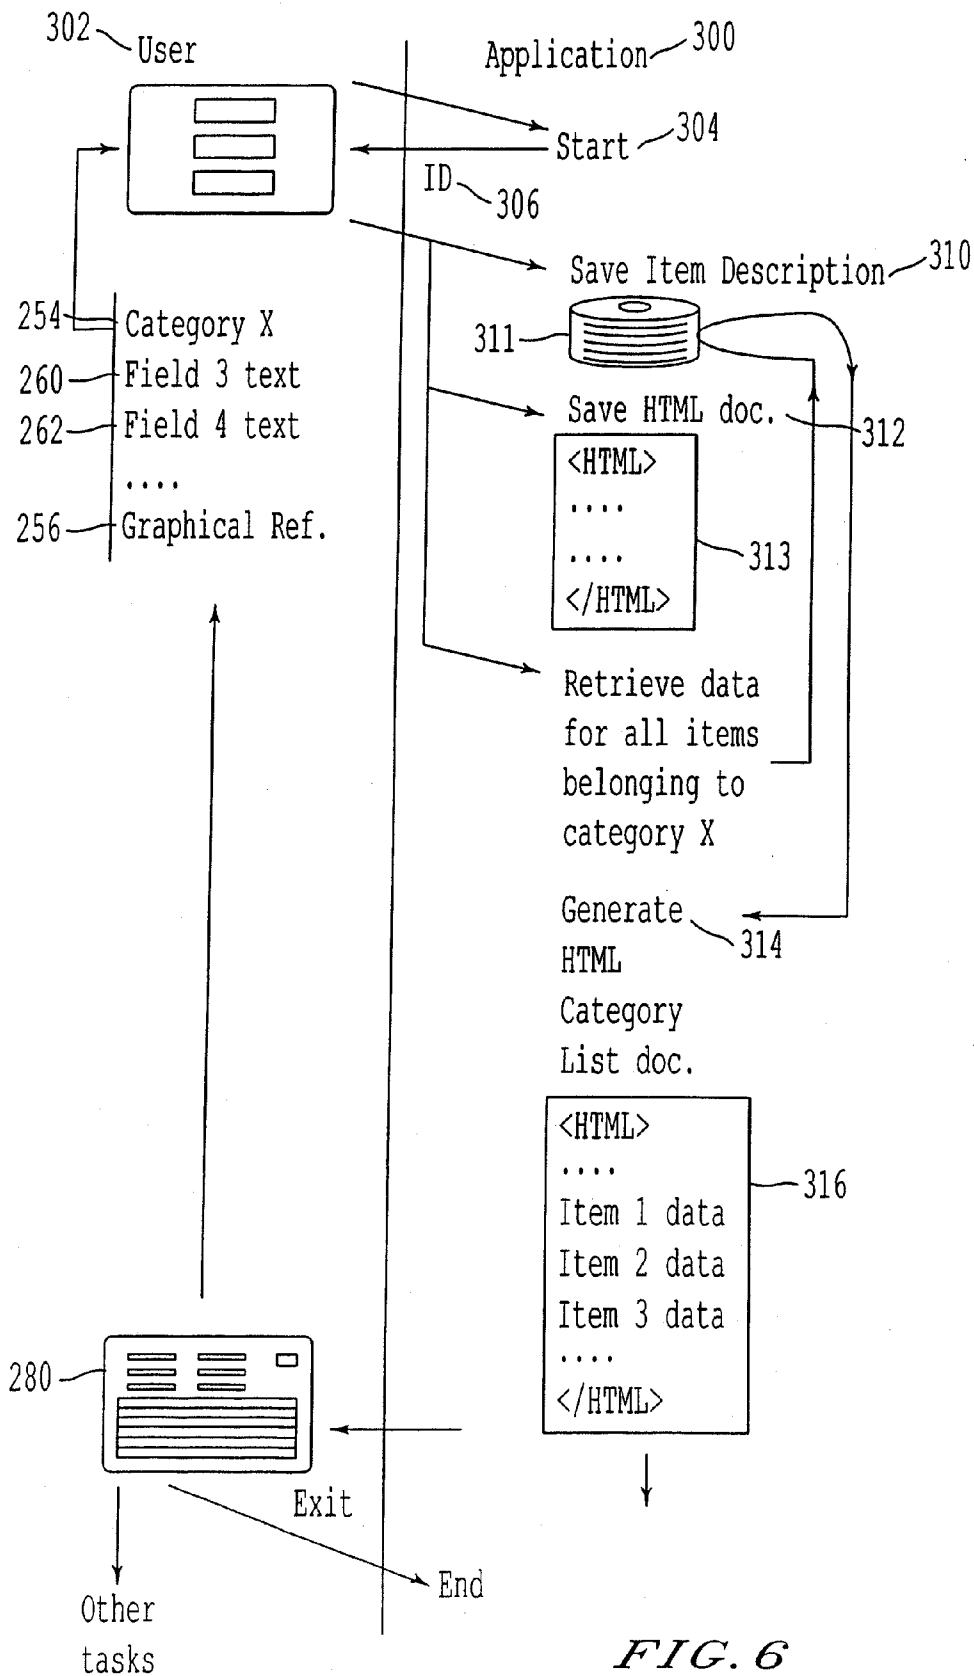 302 User
Application 300
Start 304
ID 306
Save Item Description 310
254 Category X
311
260 Field 3 text
Save HTML doc. 312
262 Field 4 text
<HTML>
....
....
....
</HTML>
313
256 Graphical Ref.
Retrieve data
for all items
belonging to
category X
Generate 314
HTML
Category
List doc.
<HTML>
....
Item 1 data
Item 2 data
Item 3 data
....
</HTML>
316
280
Exit
End
Other
tasks
FIG. 6